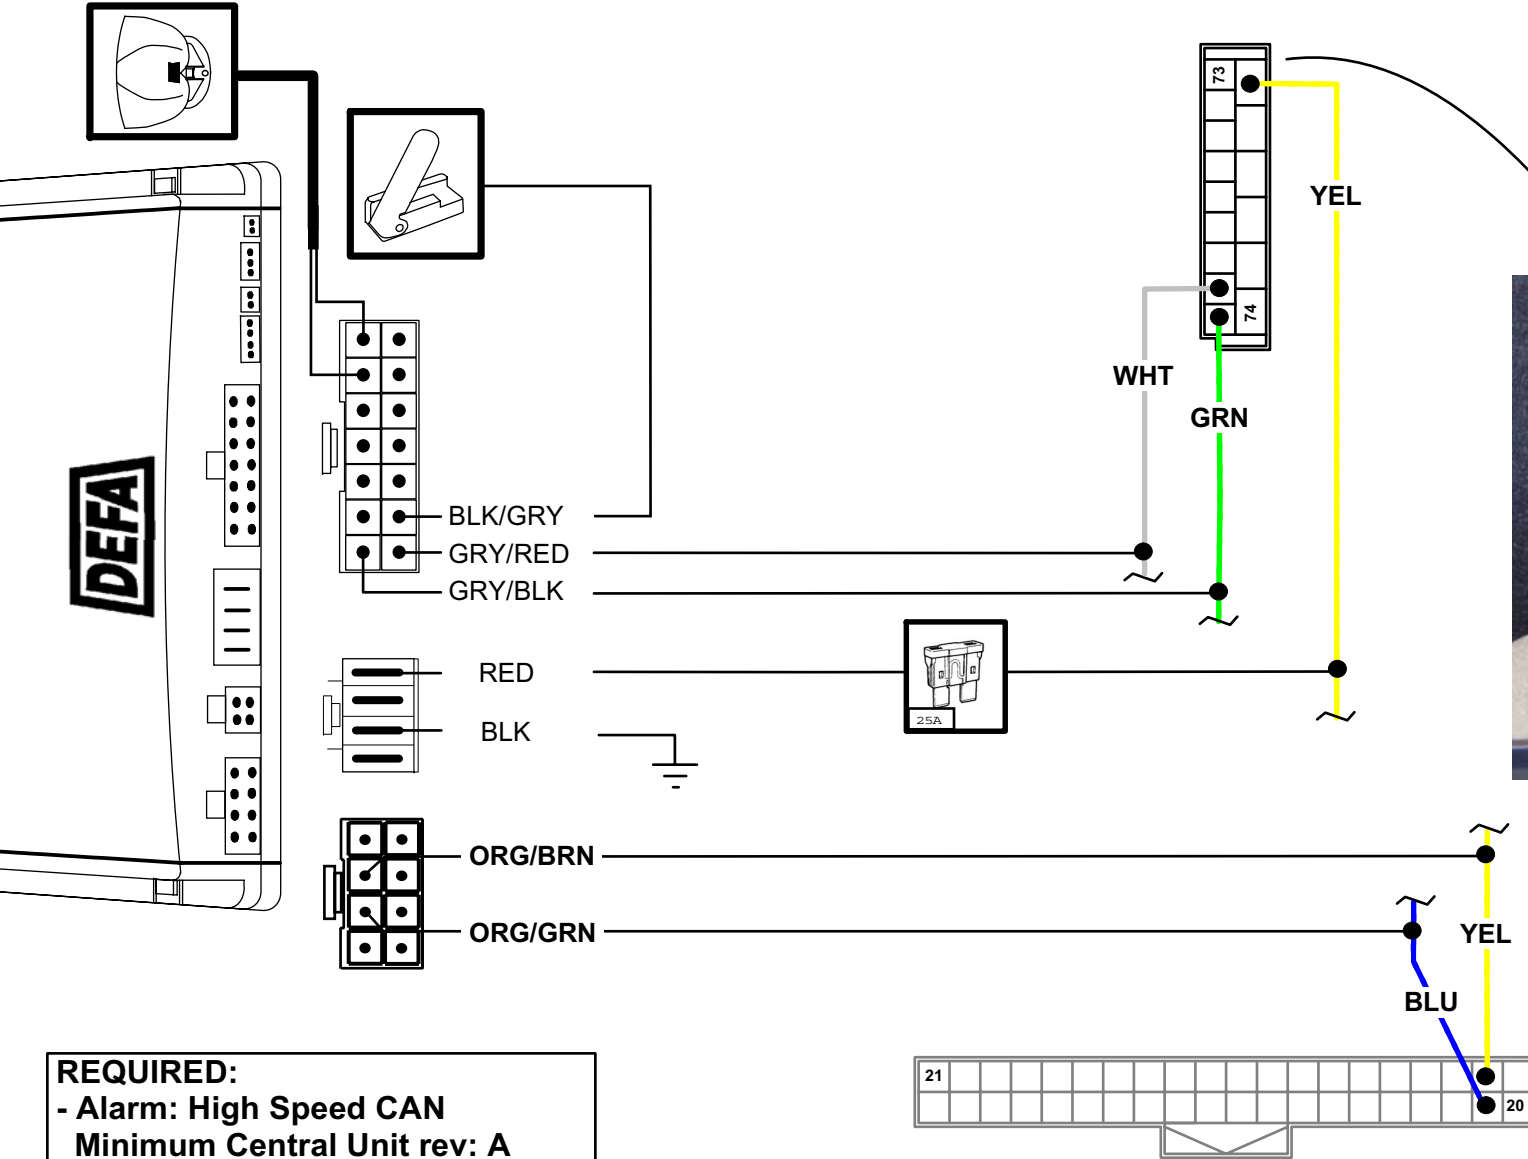 73
YEL
74
WHT
GRN
DEFA
BLK/GRY
GRY/RED
GRY/BLK
RED
25A
BLK
ORG/BRN
ORG/GRN
YEL
BLU
REQUIRED:
- Alarm: High Speed CAN
Minimum Central Unit rev: A
21
20